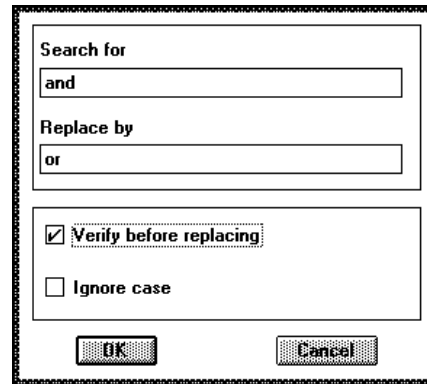 Search for
and
Replace by
or
Verify before replacing
Ignore case
OK
Cancel